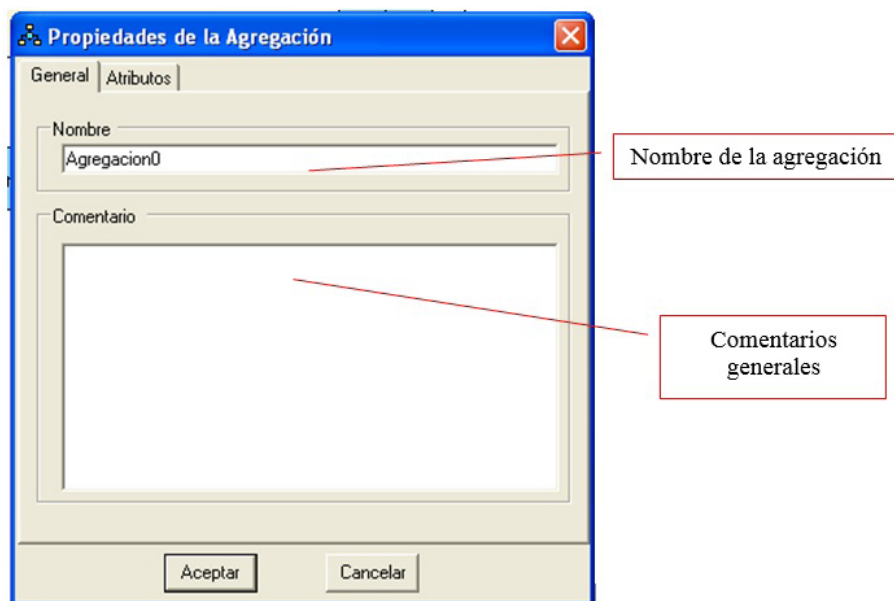 Propiedades de la Agregación
General Atributos
Nombre
Agregacion0
Nombre de la agregación
Comentario
Comentarios
generales
Aceptar Cancelar